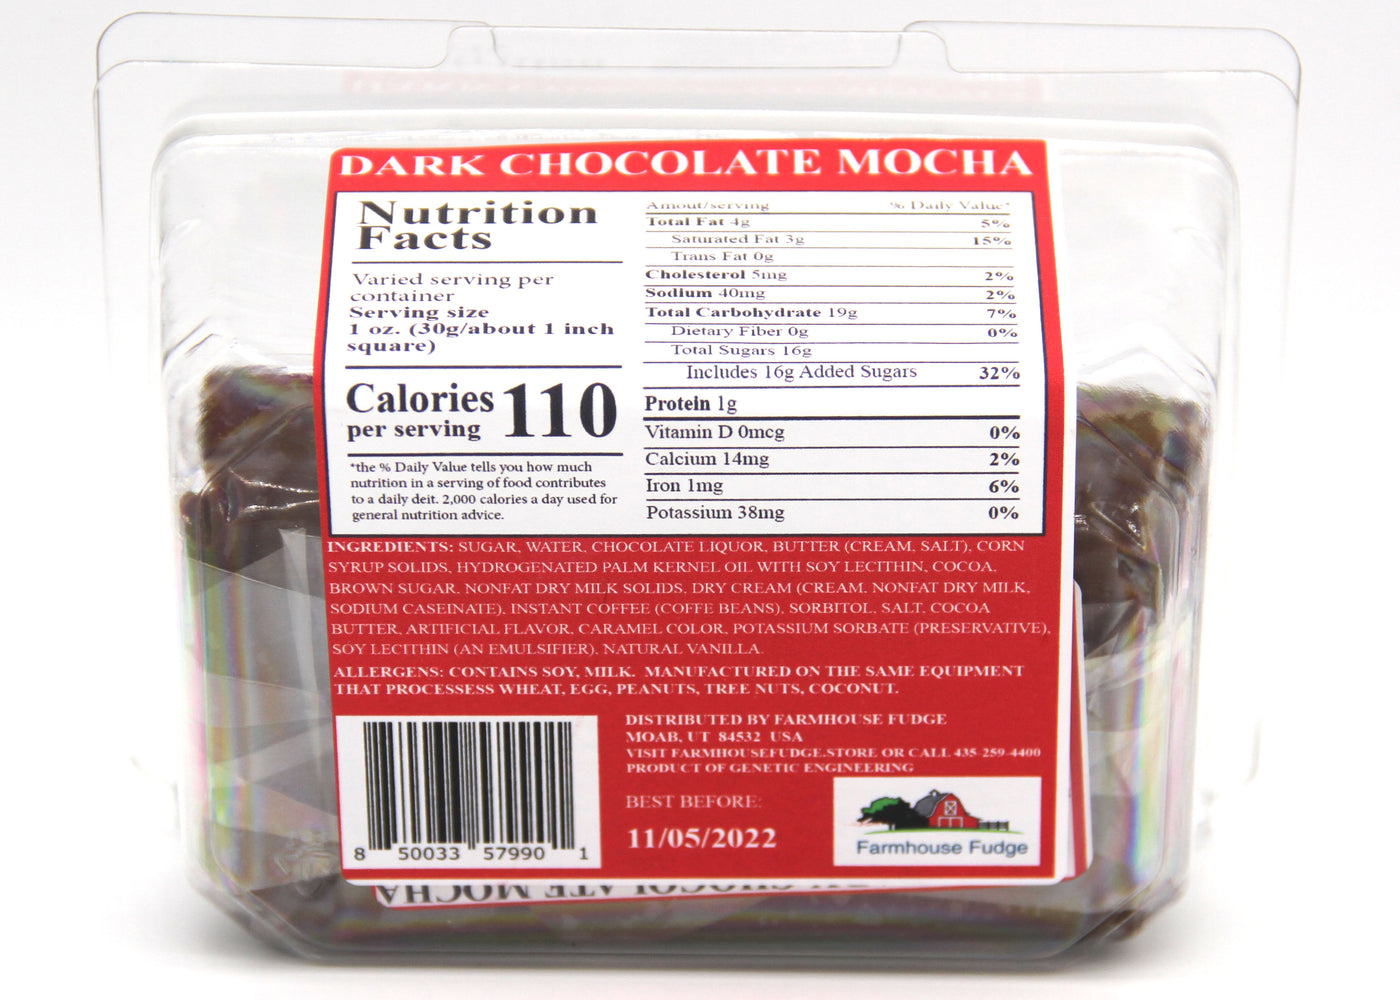 DARK CHOCOLATE MOCHA
Nutrition
Facts
Varied serving per
container
Serving size
1 oz. (30g/about 1 inch
square)
Calories
per serving 110
*the % Daily Value tells you how much
nutrition in a serving of food contributes
to a daily deit. 2,000 calories a day used for
general nutrition advice.
Amout/serving % Daily Value*
Total Fat 4g 5%
Saturated Fat 3g 15%
Trans Fat 0g
Cholesterol 5mg 2%
Sodium 40mg 2%
Total Carbohydrate 19g 7%
Dietary Fiber 0g 0%
Total Sugars 16g
Includes 16g Added Sugars 32%
Protein 1g
Vitamin D 0mcg 0%
Calcium 14mg 2%
Iron 1mg 6%
Potassium 38mg 0%
INGREDIENTS: SUGAR, WATER, CHOCOLATE LIQUOR, BUTTER (CREAM, SALT), CORN
SYRUP SOLIDS, HYDROGENATED PALM KERNEL OIL WITH SOY LECITHIN, COCOA,
BROWN SUGAR. NONFAT DRY MILK SOLIDS, DRY CREAM (CREAM, NONFAT DRY MILK,
SODIUM CASEINATE), INSTANT COFFEE (COFFE BEANS), SORBITOL, SALT, COCOA
BUTTER, ARTIFICIAL FLAVOR, CARAMEL COLOR, POTASSIUM SORBATE (PRESERVATIVE),
SOY LECITHIN (AN EMULSIFIER), NATURAL VANILLA.
ALLERGENS: CONTAINS SOY, MILK. MANUFACTURED ON THE SAME EQUIPMENT
THAT PROCESSESS WHEAT, EGG, PEANUTS, TREE NUTS, COCONUT.
DISTRIBUTED BY FARMHOUSE FUDGE
MOAB, UT 84532 USA
VISIT FARMHOUSEFUDGE.STORE OR CALL 435-259-4400
PRODUCT OF GENETIC ENGINEERING
BEST BEFORE:
11/05/2022
Farmhouse Fudge
8 50033 57990 1
CHOCOLATE MOCHA